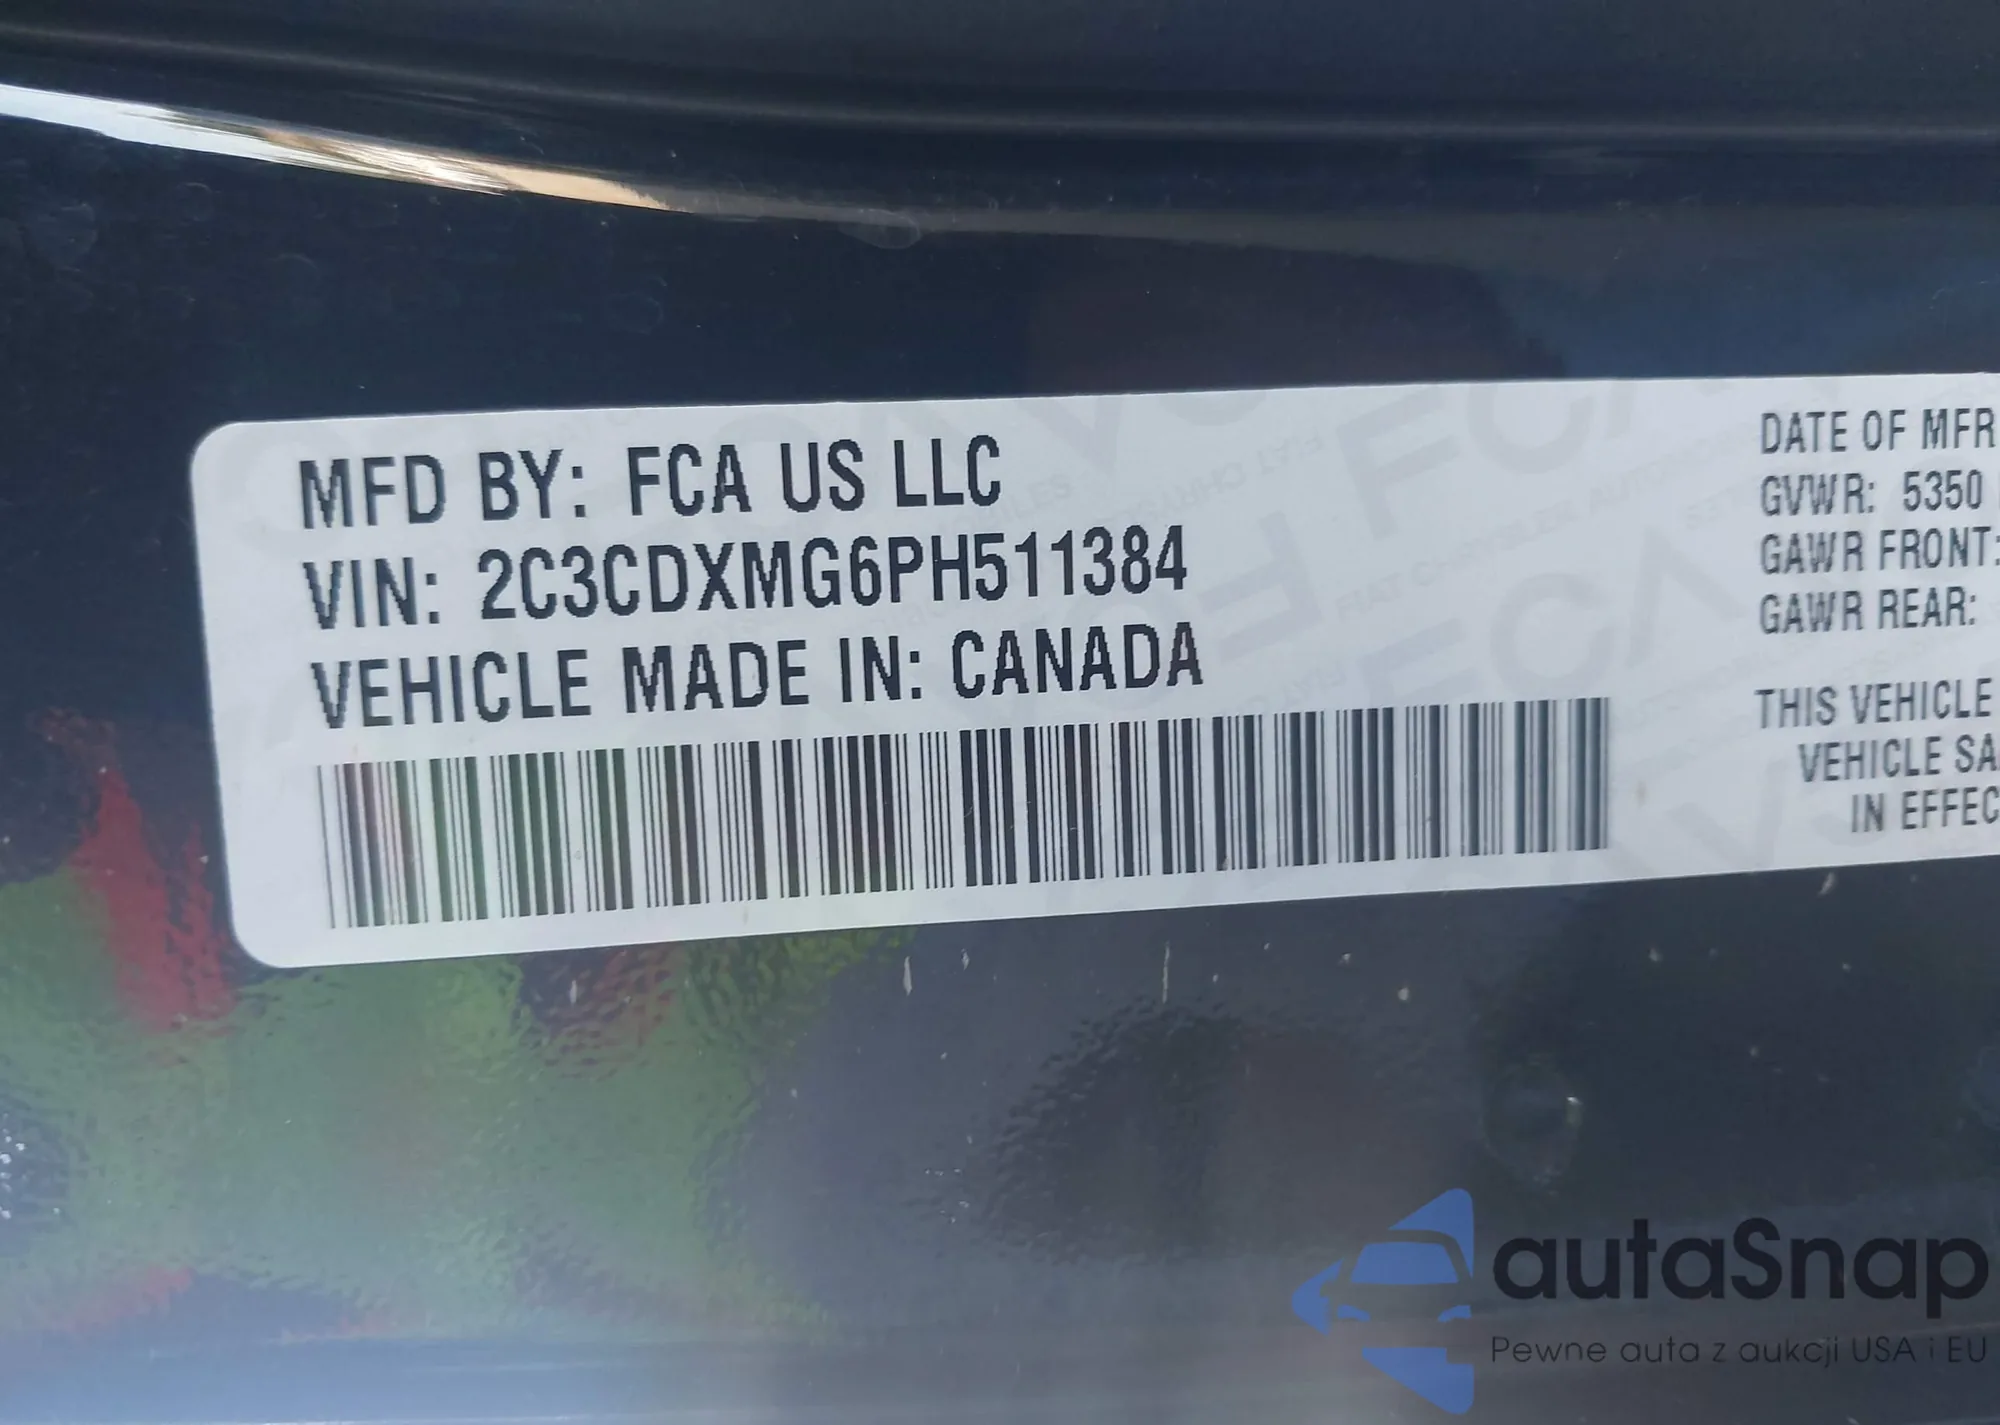 MFD BY: FCA US LLC
VIN: 2C3CDXMG6PH511384
VEHICLE MADE IN: CANADA
DATE OF MFR
GVWR: 5350
GAWR FRONT:
GAWR REAR:
THIS VEHICLE
VEHICLE SA
IN EFFEC
autaSnap
Pewne auta z aukcji USA i EU